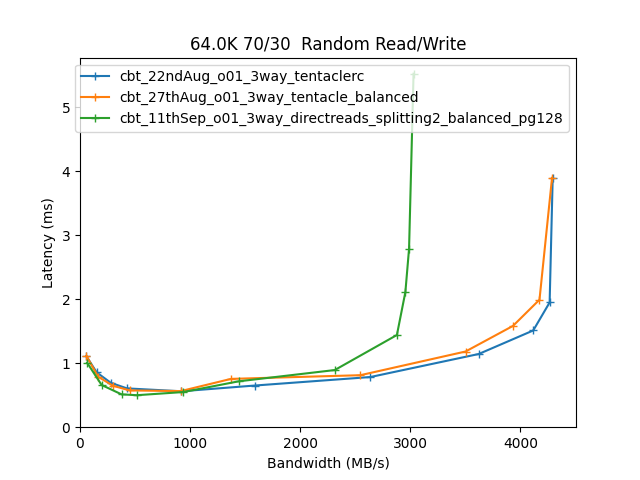 64.0K 70/30  Random Read/Write
cbt_22ndAug_o01_3way_tentaclerc
cbt_27thAug_o01_3way_tentacle_balanced
cbt_11thSep_o01_3way_directreads_splitting2_balanced_pg128
Latency (ms)
5
4
3
2
1
0
0 1000 2000 3000 4000
Bandwidth (MB/s)